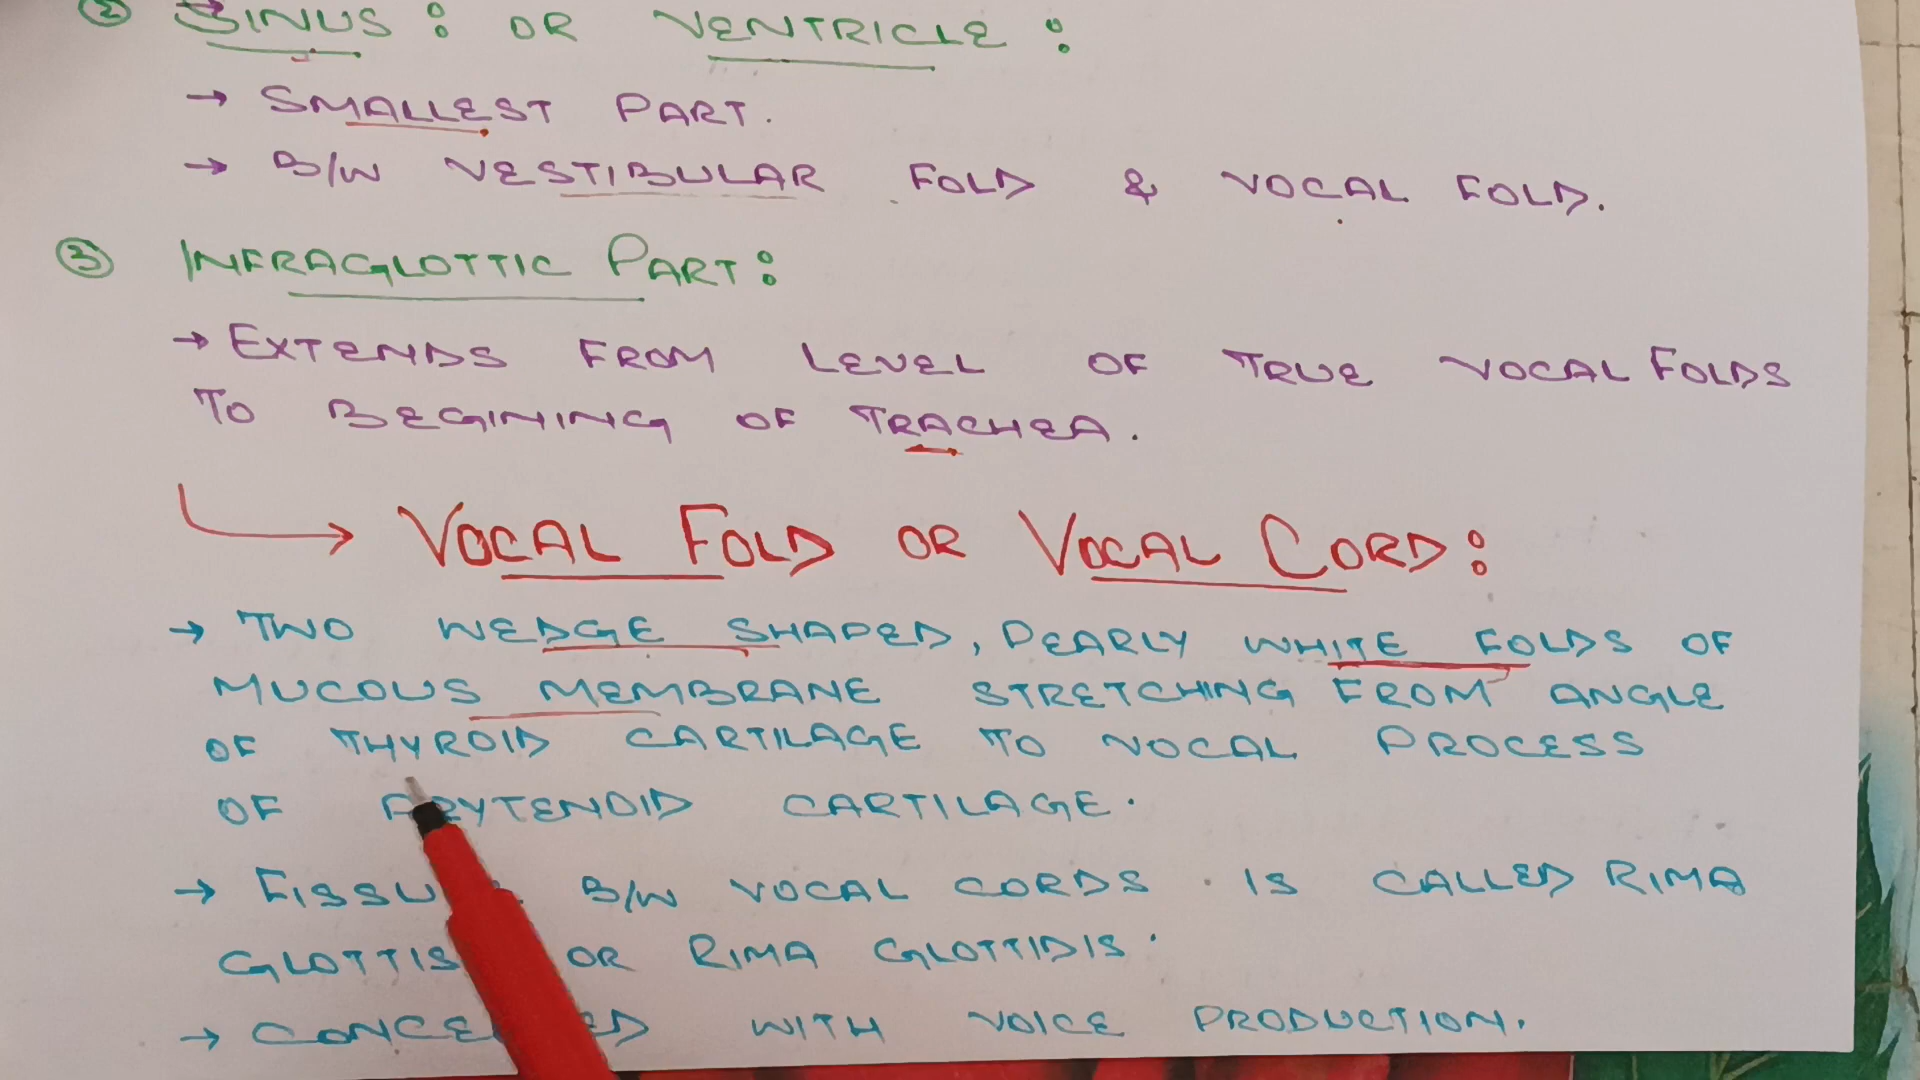 ② SINUS: OR VENTRICLE:
→ SMALLEST PART.
→ B/W VESTIBULAR FOLD & VOCAL FOLD.
③ INFRAGLOTTIC PART:
→ EXTENDS FROM LEVEL OF TRUE VOCAL FOLDS
TO BEGINING OF TRACHEA.
→ VOCAL FOLD OR VOCAL CORD:
→ TWO WEDGE SHAPED, PEARLY WHITE FOLDS OF
MUCOUS MEMBRANE STRETCHING FROM ANGLE
OF THYROID CARTILAGE TO VOCAL PROCESS
OF ARYTENOID CARTILAGE.
→ B/W VOCAL CORDS IS CALLED RIMA
GLOTTIS OR RIMA GLOTTIDIS.
→ WITH VOICE PRODUCTION.